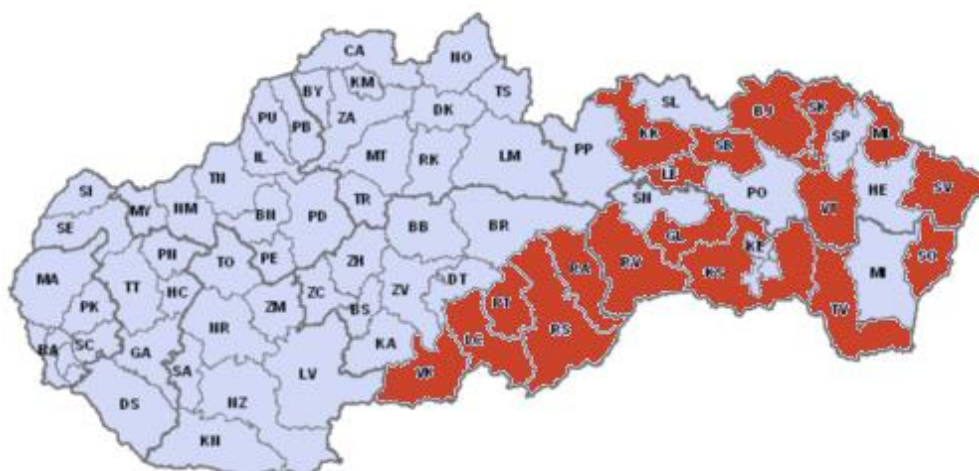 CA
NO
BY
KM
TS
PU
PB
ZA
DK
SL
BJ
SK
KK
SP
ML
IL
MT
RK
LM
PP
SB
TN
LE
SI
MY
NM
BN
PD
TR
SN
PO
VT
HE
SV
SE
BB
BR
GL
KE
SO
MA
PN
TO
PE
ZH
DT
RA
RV
KS
MI
TT
HC
ZM
ZC
BS
ZV
RT
TV
PK
NR
LC
RS
BA
SC
GA
KA
VK
SA
LV
DS
NZ
KN